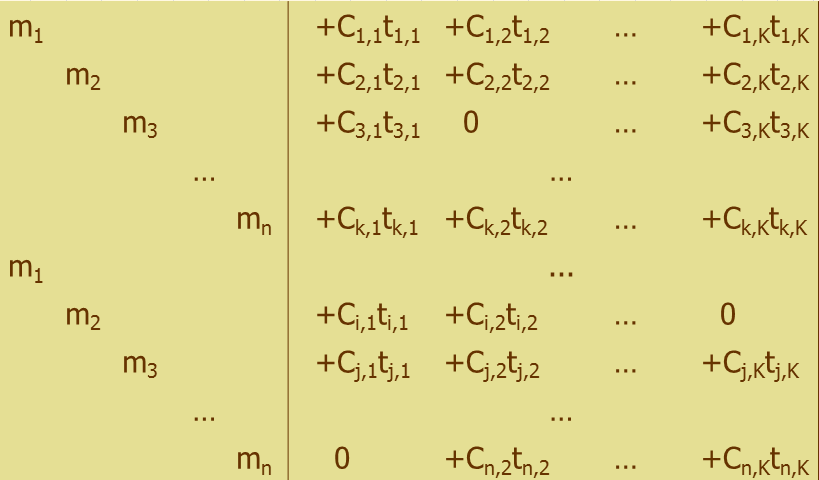 m₁ +C₁,₁t₁,₁ +C₁,₂t₁,₂ ... +C₁,Kt₁,K
m₂ +C₂,₁t₂,₁ +C₂,₂t₂,₂ ... +C₂,Kt₂,K
m₃ +C₃,₁t₃,₁ 0 ... +C₃,Kt₃,K
... ...
mₙ +Cₖ,₁tₖ,₁ +Cₖ,₂tₖ,₂ ... +Cₖ,Ktₖ,K
m₁ ...
m₂ +Cᵢ,₁tᵢ,₁ +Cᵢ,₂tᵢ,₂ ... 0
m₃ +Cⱼ,₁tⱼ,₁ +Cⱼ,₂tⱼ,₂ ... +Cⱼ,Ktⱼ,K
... ...
mₙ 0 +Cₙ,₂tₙ,₂ ... +Cₙ,Ktₙ,K